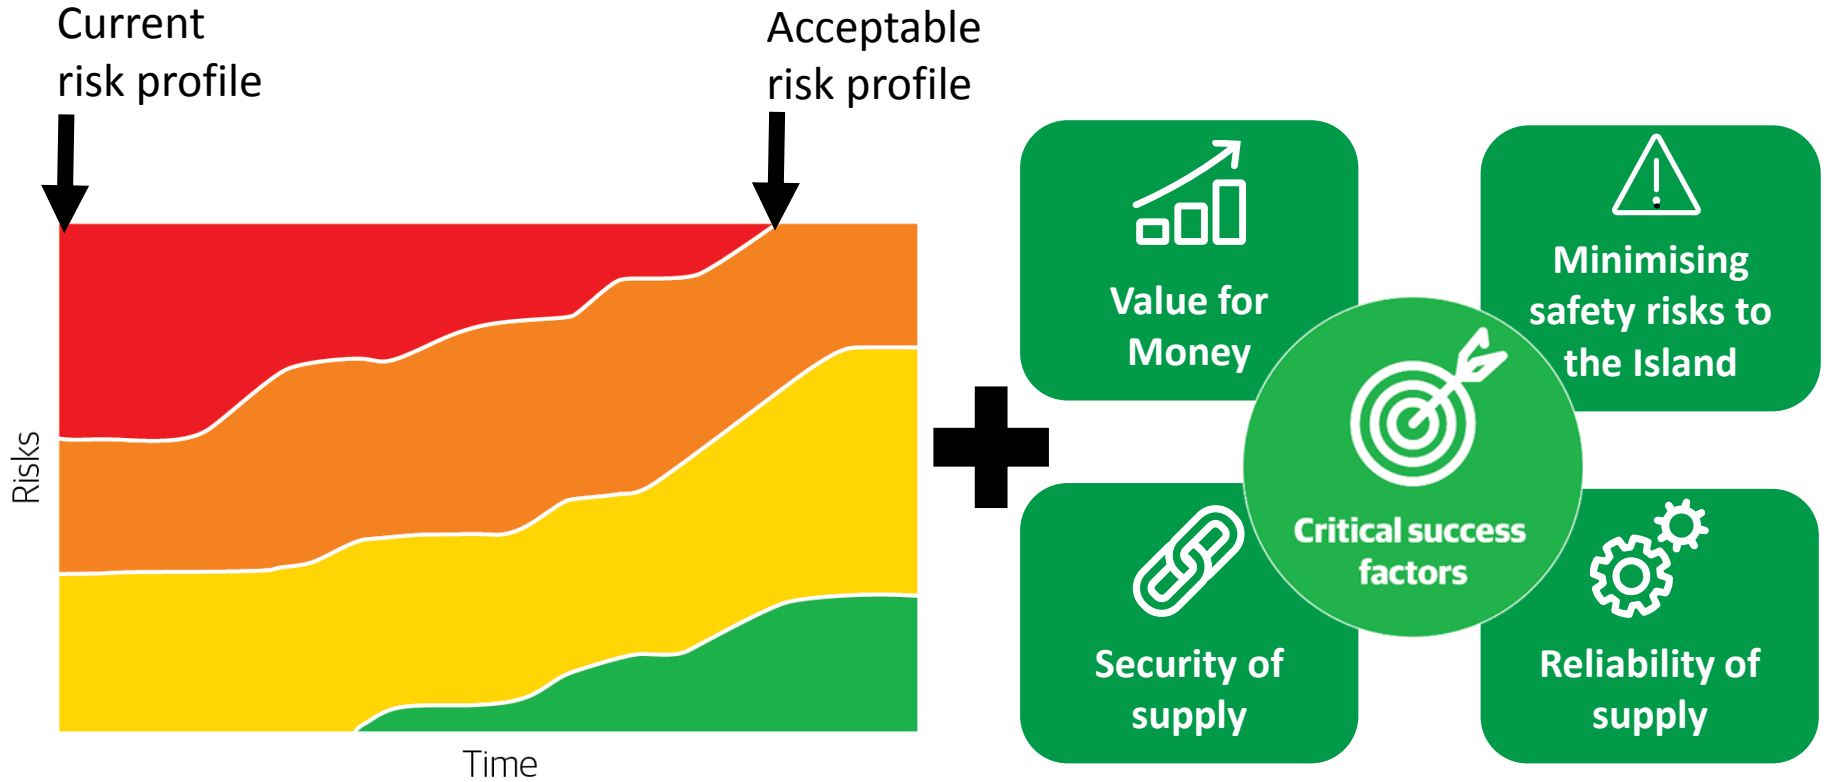 Current
risk profile
Acceptable
risk profile
Risks
Time
Value for
Money
Minimising
safety risks to
the Island
Critical success
factors
Security of
supply
Reliability of
supply